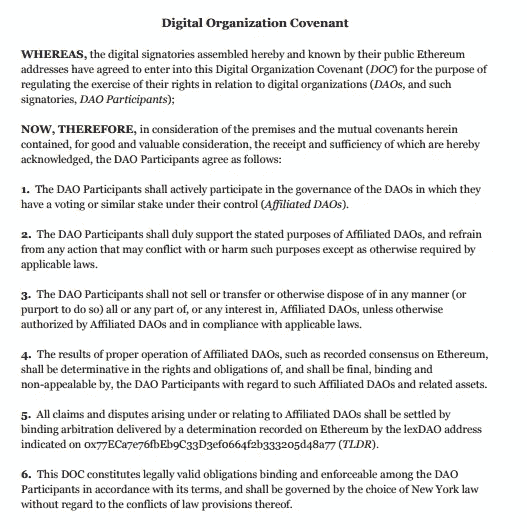 Digital Organization Covenant
WHEREAS, the digital signatories assembled hereby and known by their public Ethereum
addresses have agreed to enter into this Digital Organization Covenant (DOC) for the purpose of
regulating the exercise of their rights in relation to digital organizations (DAOs, and such
signatories, DAO Participants);
NOW, THEREFORE, in consideration of the premises and the mutual covenants herein
contained, for good and valuable consideration, the receipt and sufficiency of which are hereby
acknowledged, the DAO Participants agree as follows:
1. The DAO Participants shall actively participate in the governance of the DAOs in which they
have a voting or similar stake under their control (Affiliated DAOs).
2. The DAO Participants shall duly support the stated purposes of Affiliated DAOs, and refrain
from any action that may conflict with or harm such purposes except as otherwise required by
applicable laws.
3. The DAO Participants shall not sell or transfer or otherwise dispose of in any manner (or
purport to do so) all or any part of, or any interest in, Affiliated DAOs, unless otherwise
authorized by Affiliated DAOs and in compliance with applicable laws.
4. The results of proper operation of Affiliated DAOs, such as recorded consensus on Ethereum,
shall be determinative in the rights and obligations of, and shall be final, binding and
non-appealable by, the DAO Participants with regard to such Affiliated DAOs and related assets.
5. All claims and disputes arising under or relating to Affiliated DAOs shall be settled by
binding arbitration delivered by a determination recorded on Ethereum by the lexDAO address
indicated on 0x77ECa7e76fbEb9C33D3ef0664f2b333205d48a77 (TLDR).
6. This DOC constitutes legally valid obligations binding and enforceable among the DAO
Participants in accordance with its terms, and shall be governed by the choice of New York law
without regard to the conflicts of law provisions thereof.